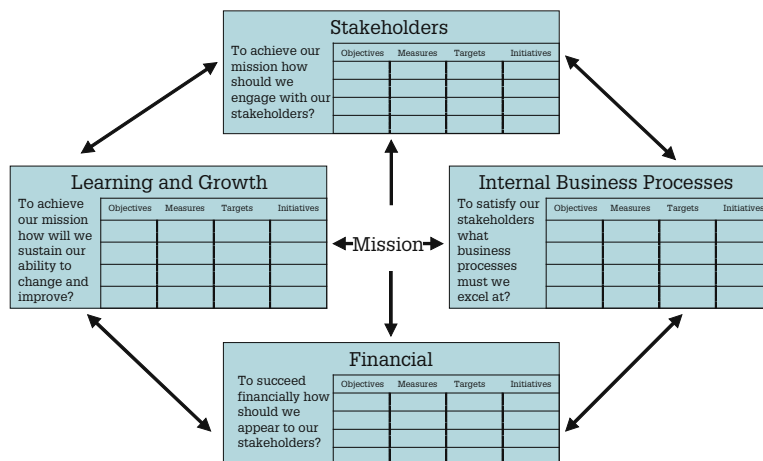 Stakeholders
To achieve our
mission how
should we
engage with our
stakeholders?
Objectives Measures Targets Initiatives
Learning and Growth
To achieve
our mission
how will we
sustain our
ability to
change and
improve?
Objectives Measures Targets Initiatives
Mission
Internal Business Processes
To satisfy our
stakeholders
what
business
processes
must we
excel at?
Objectives Measures Targets Initiatives
Financial
To succeed
financially how
should we
appear to our
stakeholders?
Objectives Measures Targets Initiatives